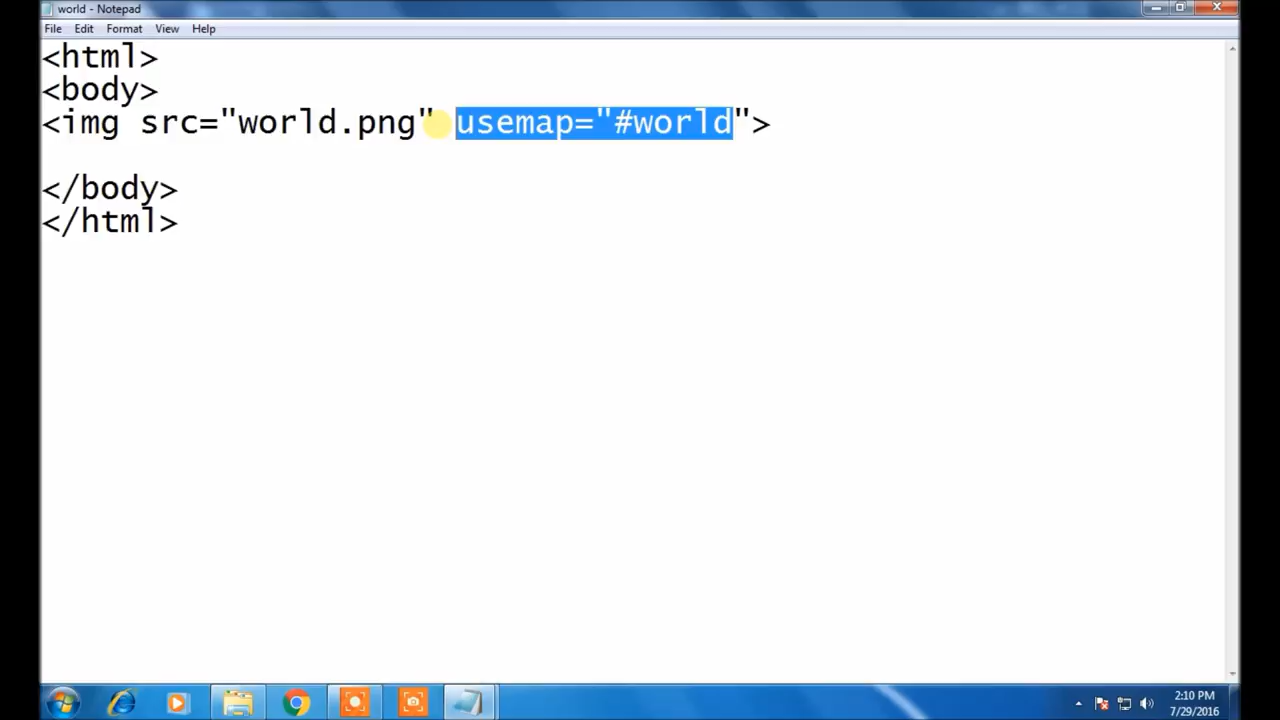 world - Notepad
File Edit Format View Help
<html>
<body>
<img src="world.png" usemap="#world">
</body>
</html>
2:10 PM
7/29/2016